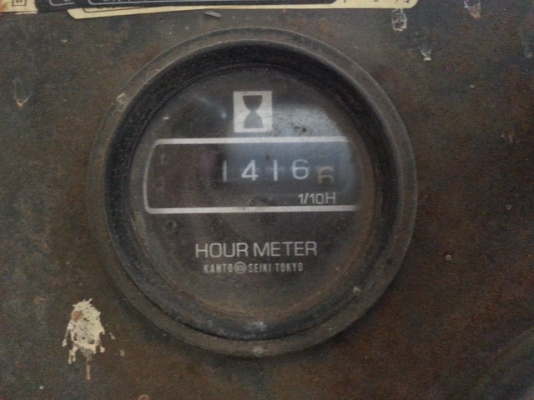 1416
1/10H
HOUR METER
KANTO SEIKI TOKYO